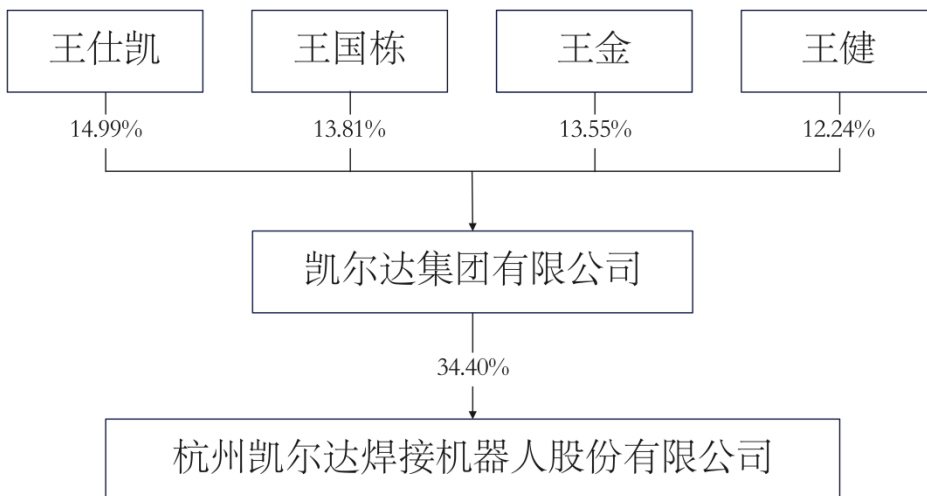 王仕凯
王国栋
王金
王健
14.99%
13.81%
13.55%
12.24%
凯尔达集团有限公司
34.40%
杭州凯尔达焊接机器人股份有限公司